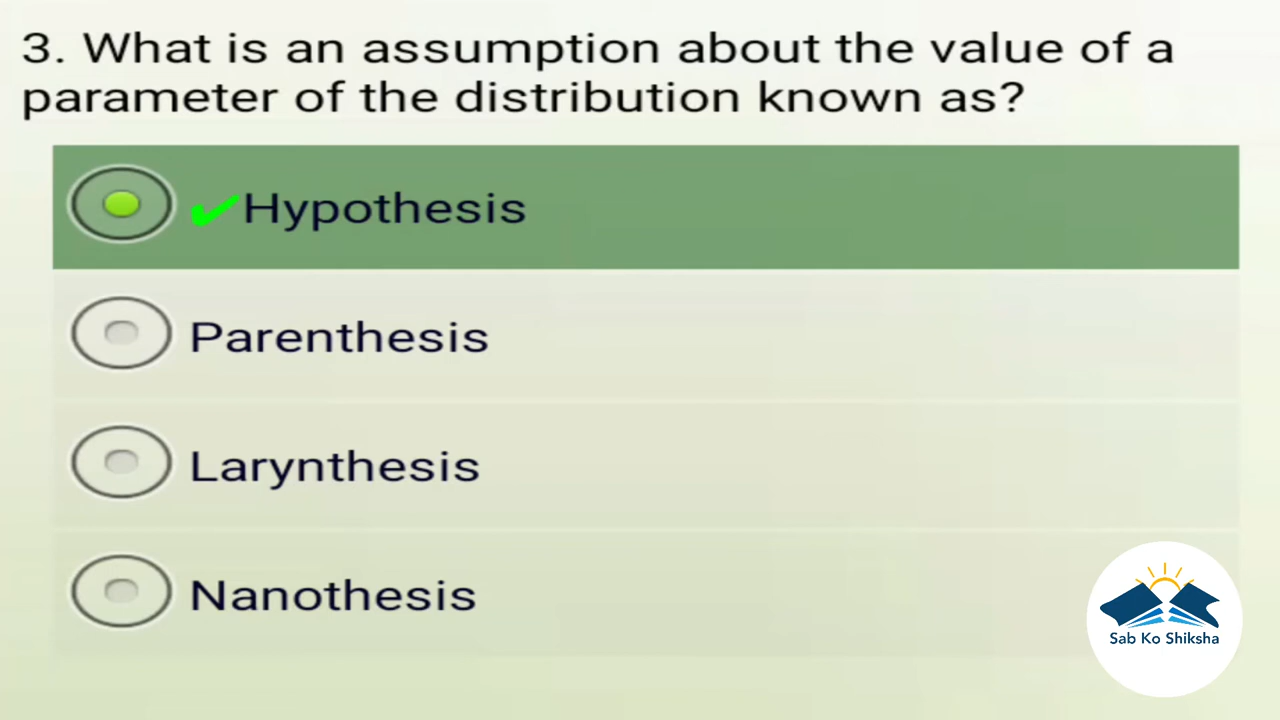 3. What is an assumption about the value of a
parameter of the distribution known as?
✔Hypothesis
Parenthesis
Larynthesis
Nanothesis
Sab Ko Shiksha